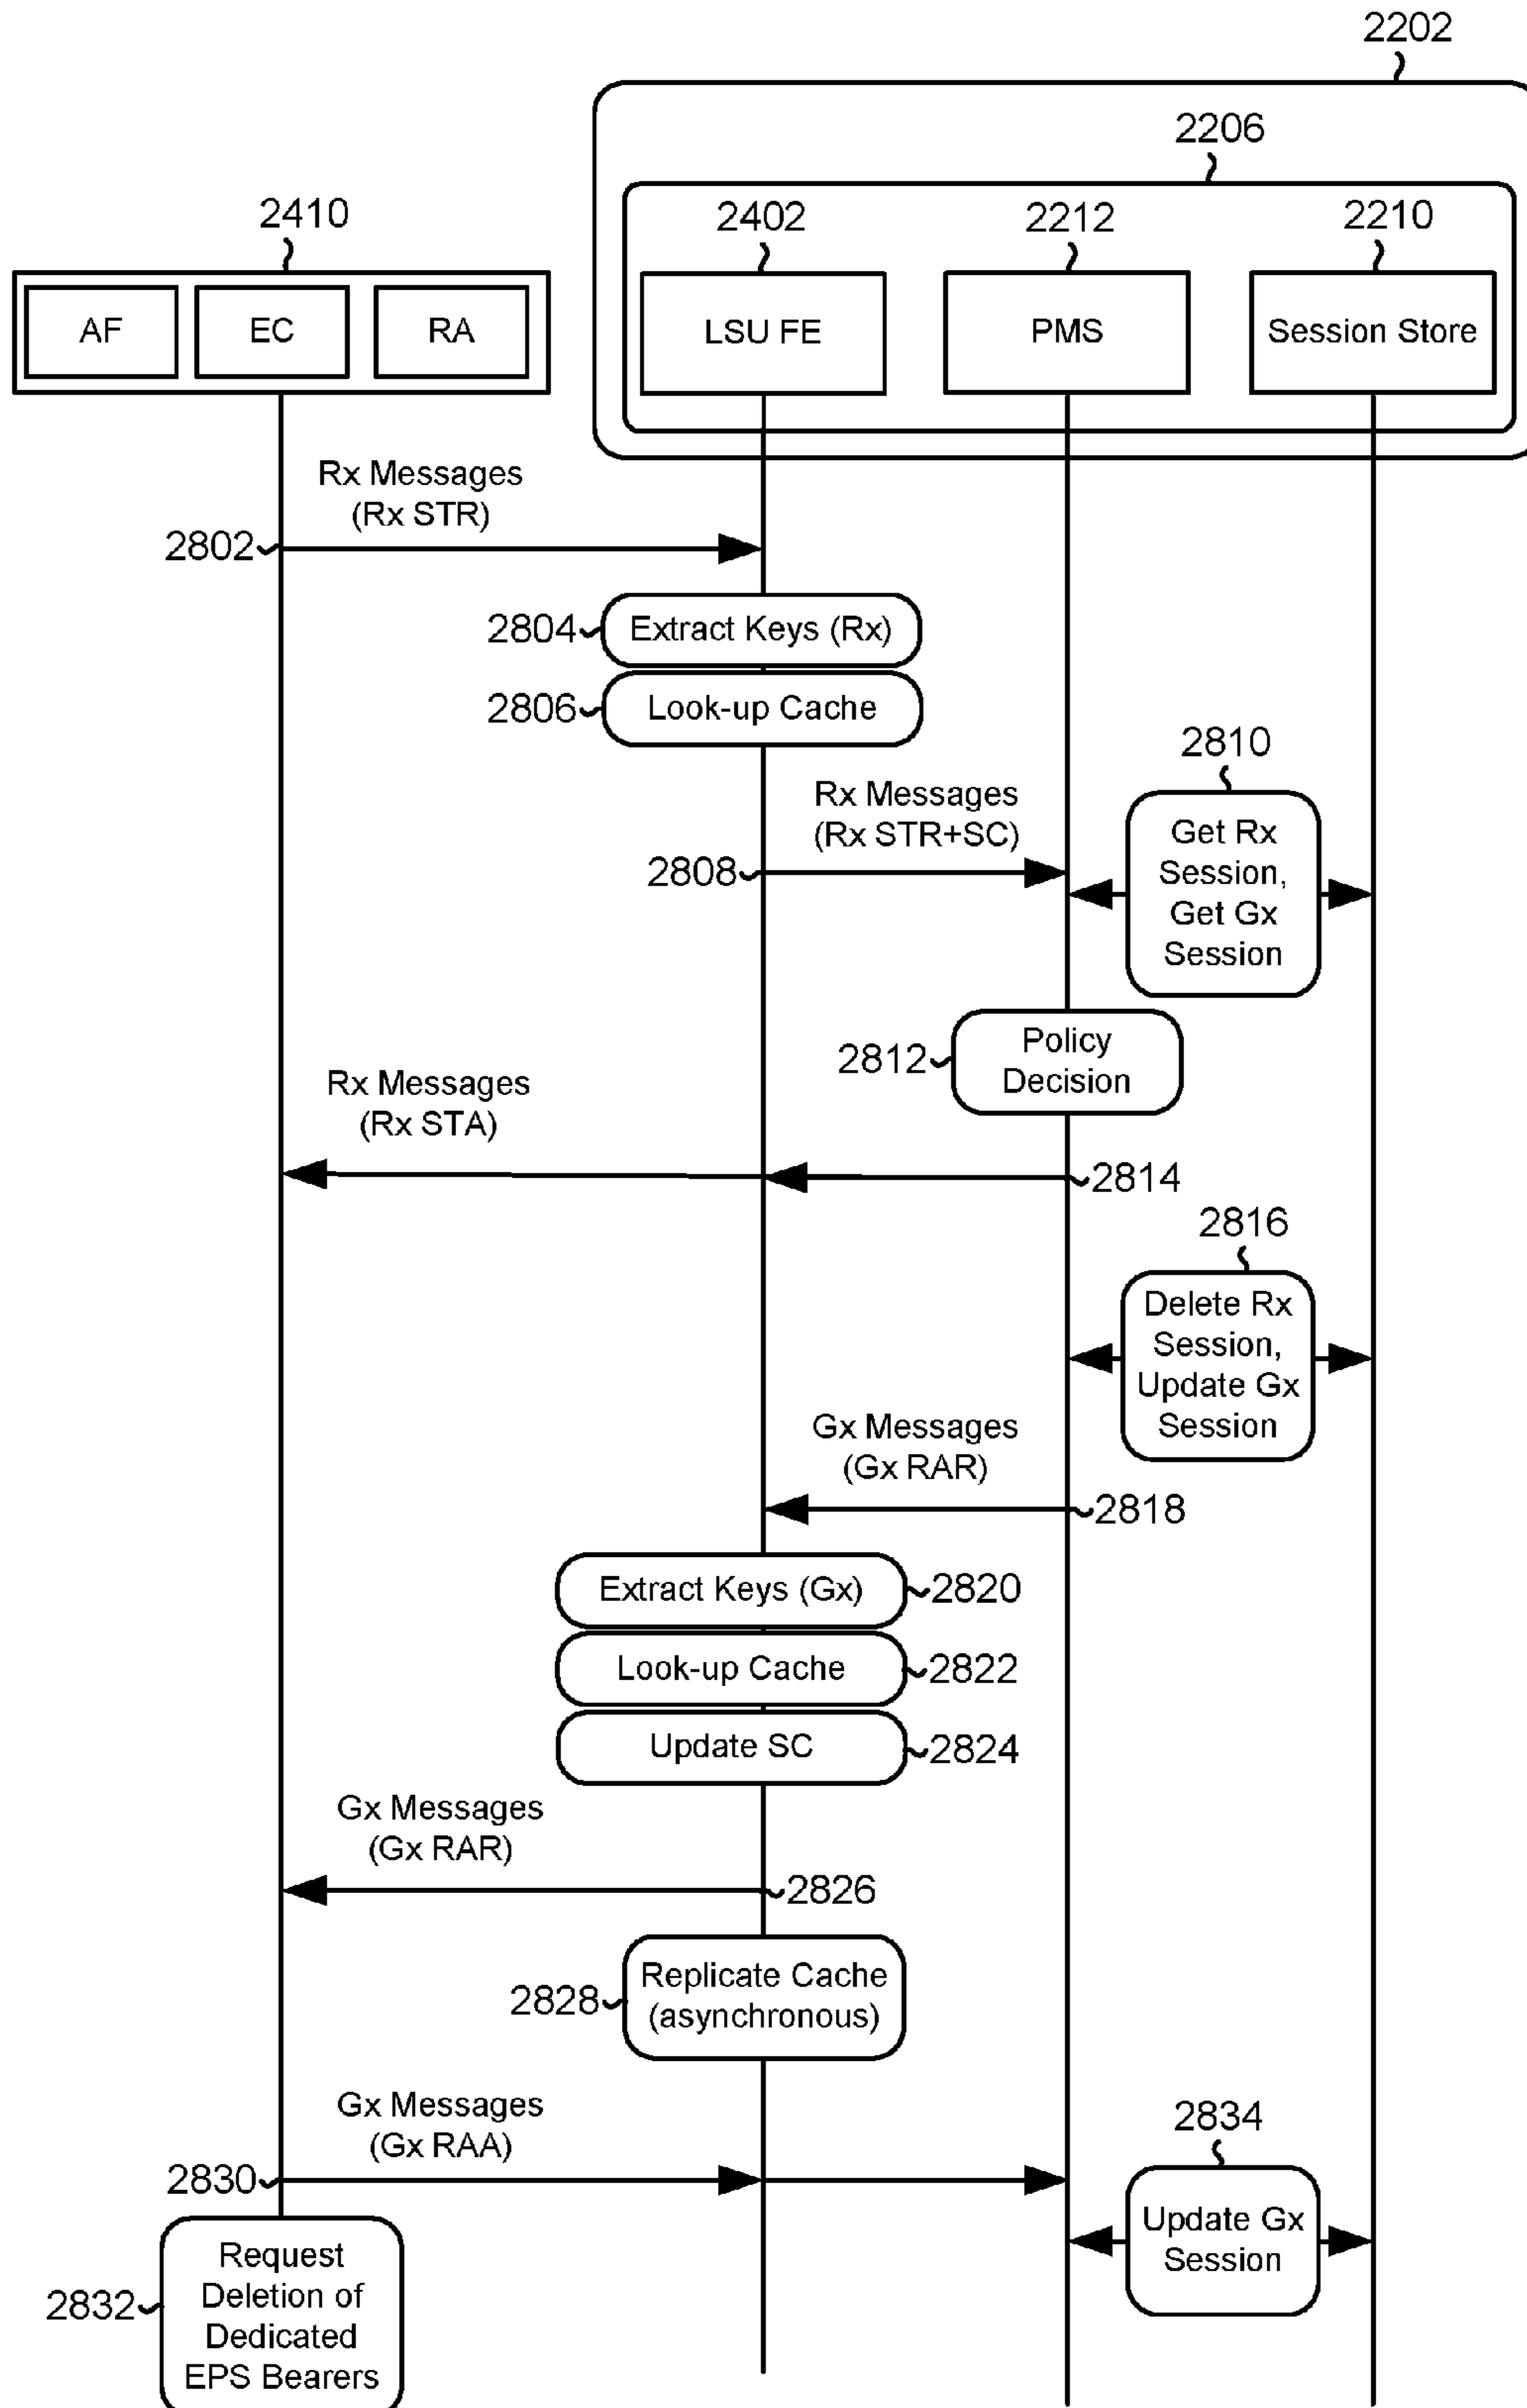 2202
2206
2410
2402
2212
2210
AF
EC
RA
LSU FE
PMS
Session Store
Rx Messages
(Rx STR)
2802
2804
Extract Keys (Rx)
2806
Look-up Cache
2810
Rx Messages
(Rx STR+SC)
2808
Get Rx
Session,
Get Gx
Session
2812
Policy
Decision
Rx Messages
(Rx STA)
2814
2816
Delete Rx
Session,
Update Gx
Session
Gx Messages
(Gx RAR)
2818
Extract Keys (Gx)
2820
Look-up Cache
2822
Update SC
2824
Gx Messages
(Gx RAR)
2826
2828
Replicate Cache
(asynchronous)
Gx Messages
(Gx RAA)
2830
2834
Update Gx
Session
2832
Request
Deletion of
Dedicated
EPS Bearers